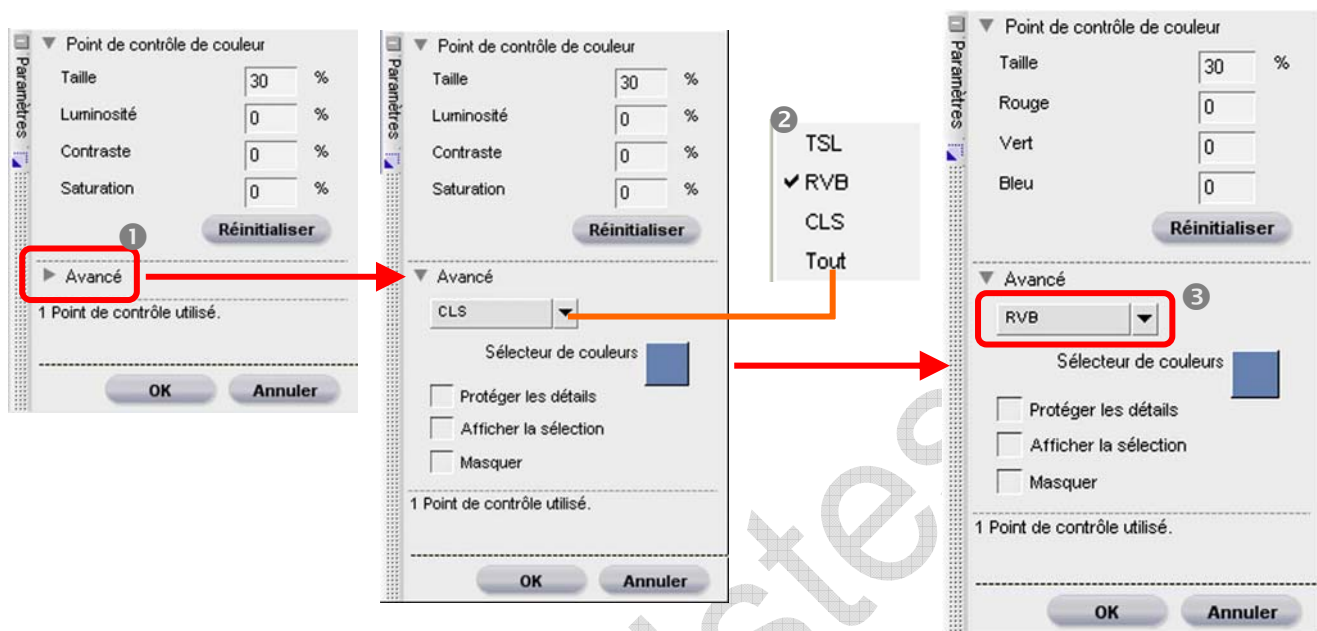 Paramètres
Point de contrôle de couleur
Taille 30 %
Luminosité 0 %
Contraste 0 %
Saturation 0 %
Réinitialiser
1
Avancé
1 Point de contrôle utilisé.
OK Annuler
Paramètres
Point de contrôle de couleur
Taille 30 %
Luminosité 0 %
Contraste 0 %
Saturation 0 %
Réinitialiser
Avancé
CLS
Sélecteur de couleurs
Protéger les détails
Afficher la sélection
Masquer
1 Point de contrôle utilisé.
OK Annuler
2
TSL
RVB
CLS
Tout
Paramètres
Point de contrôle de couleur
Taille 30 %
Rouge 0
Vert 0
Bleu 0
Réinitialiser
Avancé
RVB
3
Sélecteur de couleurs
Protéger les détails
Afficher la sélection
Masquer
1 Point de contrôle utilisé.
OK Annuler